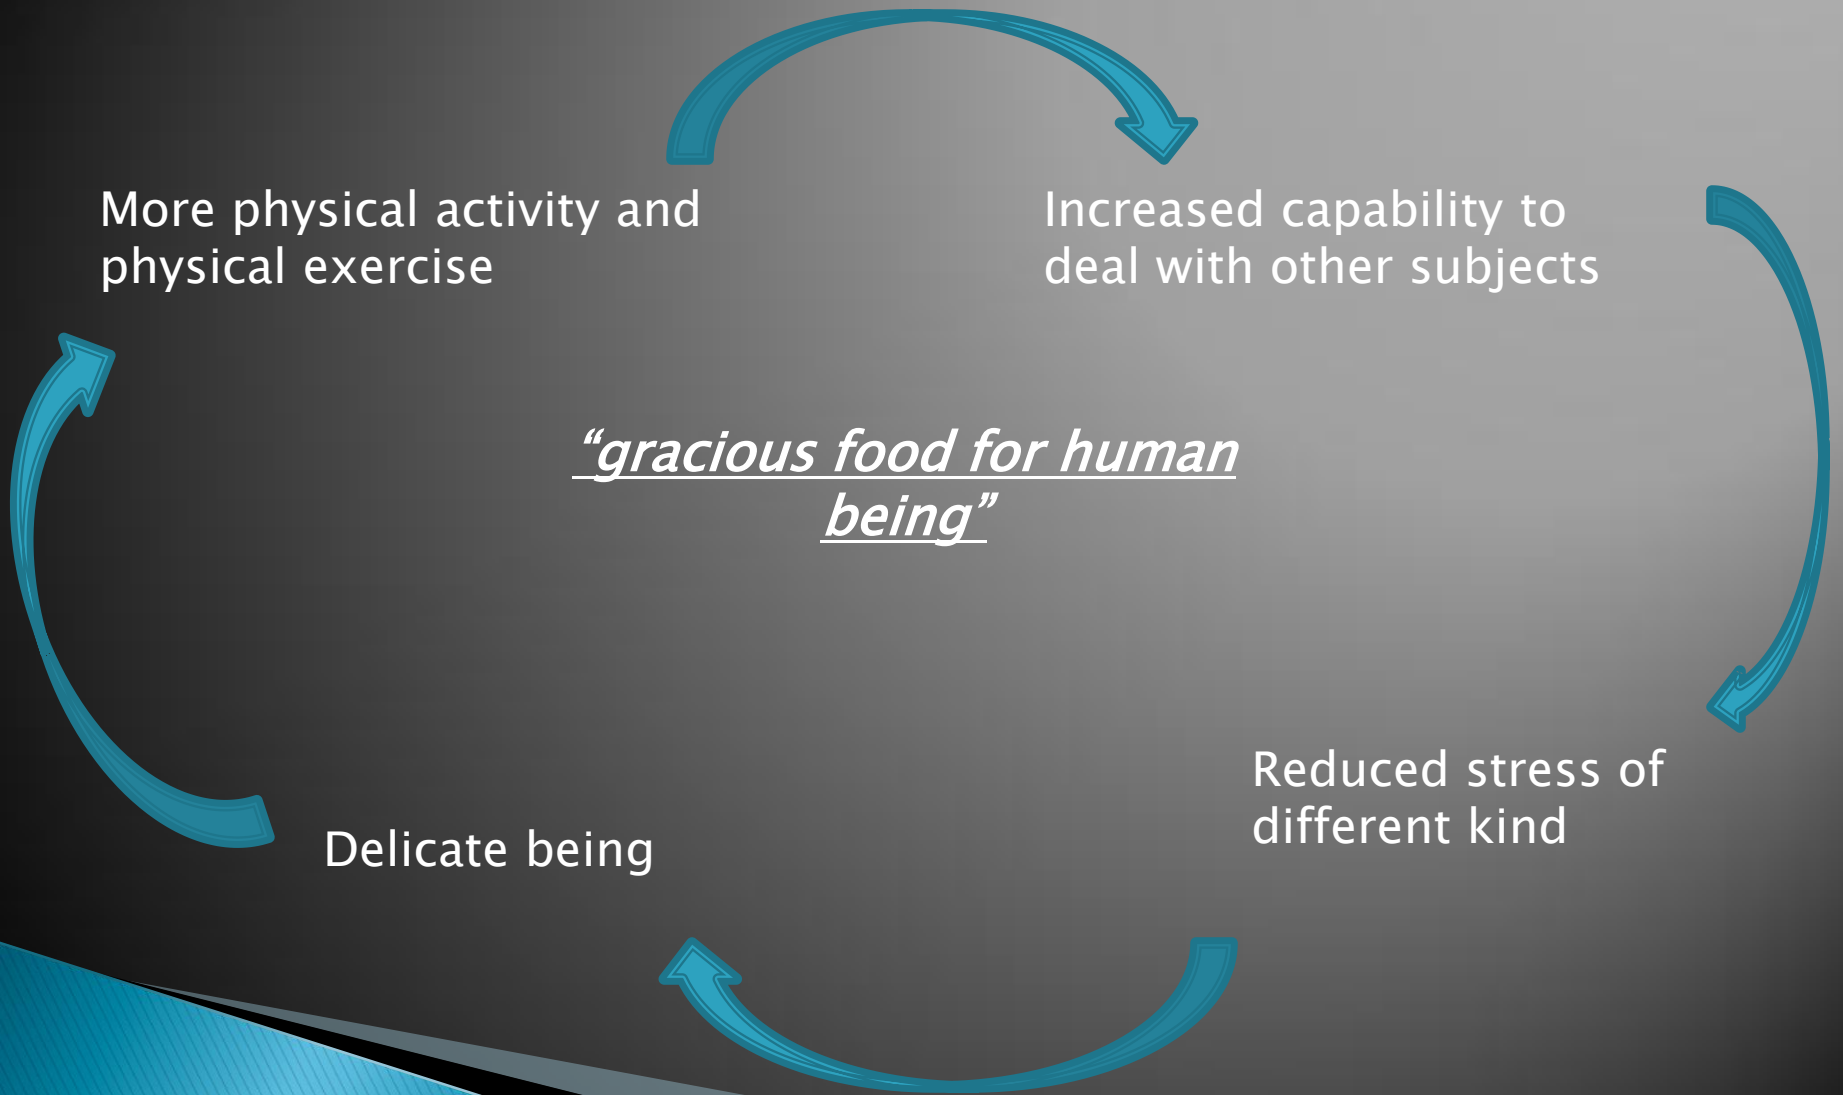 More physical activity and
physical exercise
Increased capability to
deal with other subjects
“gracious food for human
being”
Reduced stress of
different kind
Delicate being